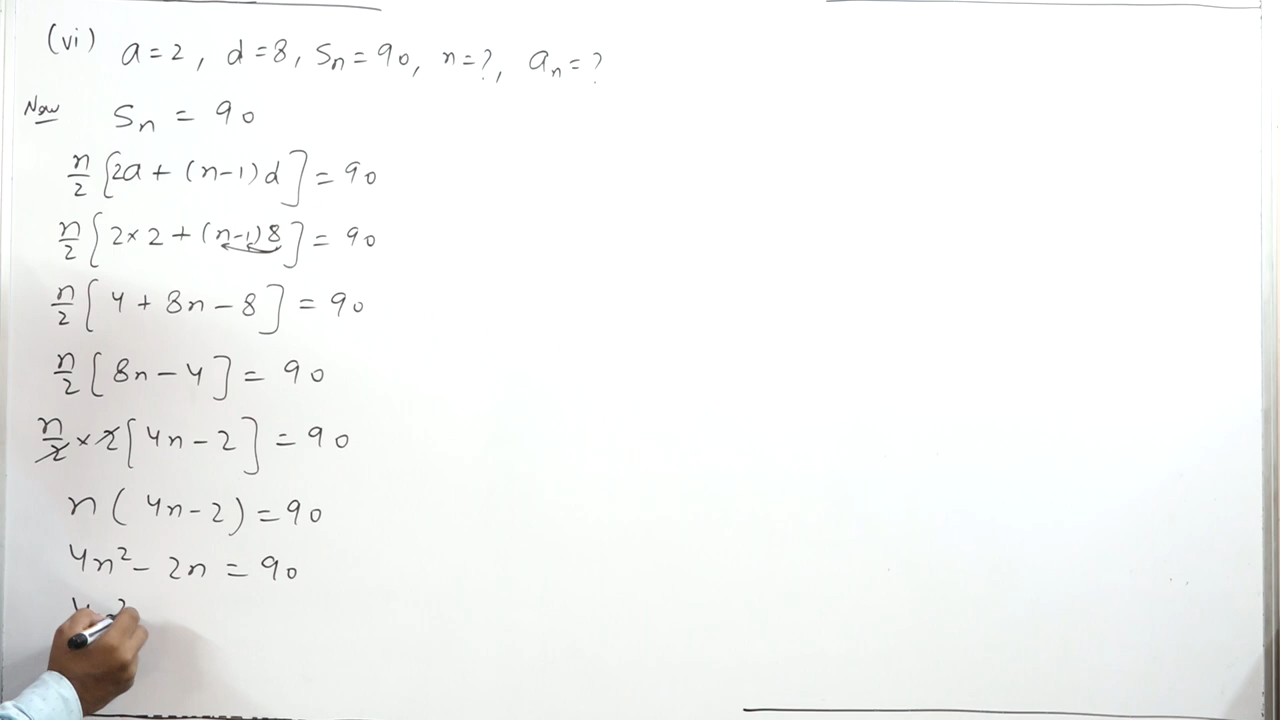 (vi) a = 2, d = 8, Sn = 90, n = ?, an = ?
Now Sn = 90
n/2 [2a + (n-1)d] = 90
n/2 [2 × 2 + (n-1)8] = 90
n/2 [4 + 8n - 8] = 90
n/2 [8n - 4] = 90
n/2 × 2[4n - 2] = 90
n(4n - 2) = 90
4n² - 2n = 90